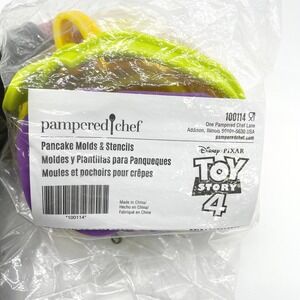 100114
One Pampered Chef Lane
Addison, Illinois 60101-5630 USA
pamperedchef.com
pampered chef
Pancake Molds & Stencils
Moldes y Plantillas para Panqueques
Moules et pochoirs pour crêpes
Disney · PIXAR
TOY
STORY
4
*100114*
Made in China/
Hecho en China/
Fabriqué en Chine